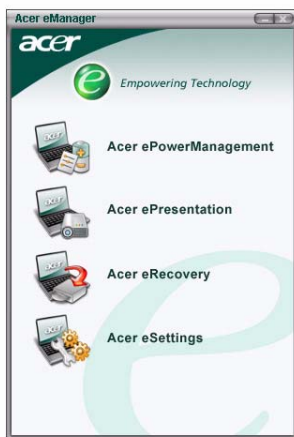 Acer eManager
acer
e Empowering Technology
Acer ePowerManagement
Acer ePresentation
Acer eRecovery
Acer eSettings